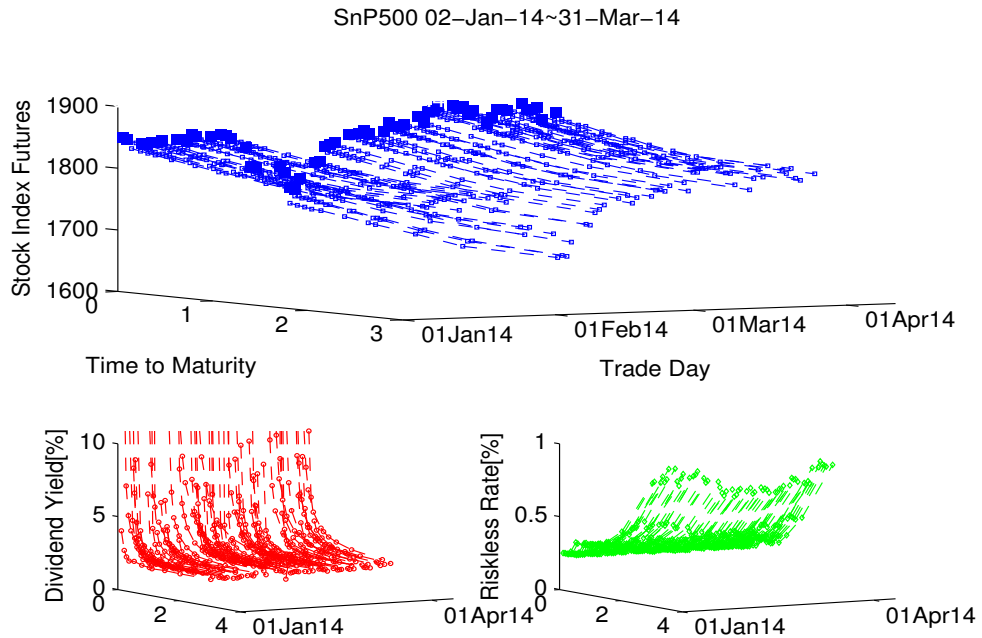 SnP500 02−Jan−14~31−Mar−14
Stock Index Futures
1900
1800
1700
1600
0
1
2
3
01Jan14
01Feb14
01Mar14
01Apr14
Time to Maturity
Trade Day
Dividend Yield[%]
10
5
0
0
2
4
01Jan14
01Apr14
Riskless Rate[%]
1
0.5
0
0
2
4
01Jan14
01Apr14